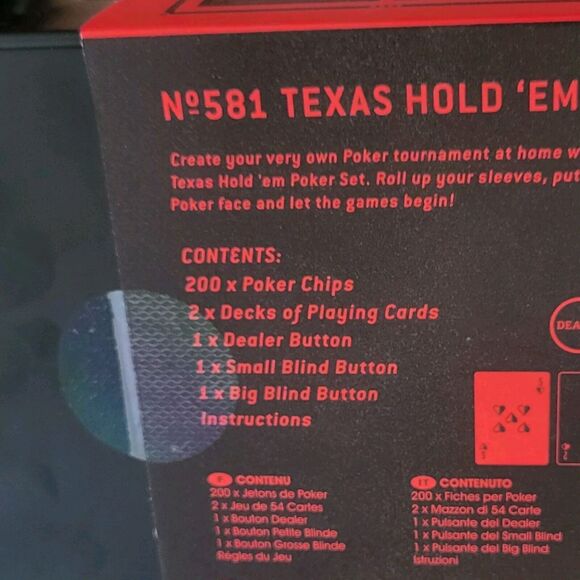 Nº581 TEXAS HOLD 'EM
Create your very own Poker tournament at home
Texas Hold 'em Poker Set. Roll up your sleeves, put
Poker face and let the games begin!
CONTENTS:
200 x Poker Chips
2 x Decks of Playing Cards
1 x Dealer Button
1 x Small Blind Button
1 x Big Blind Button
Instructions
DEA
5
5
2
F CONTENU
200 x Jetons de Poker
2 x Jeu de 54 Cartes
1 x Bouton Dealer
1 x Bouton Petite Blinde
1 x Bouton Grosse Blinde
Règles du Jeu
IT CONTENUTO
200 x Fiches per Poker
2 x Mazzon di 54 Carte
1 x Pulsante del Dealer
1 x Pulsante del Small Blind
1 x Pulsante del Big Blind
Istruzioni